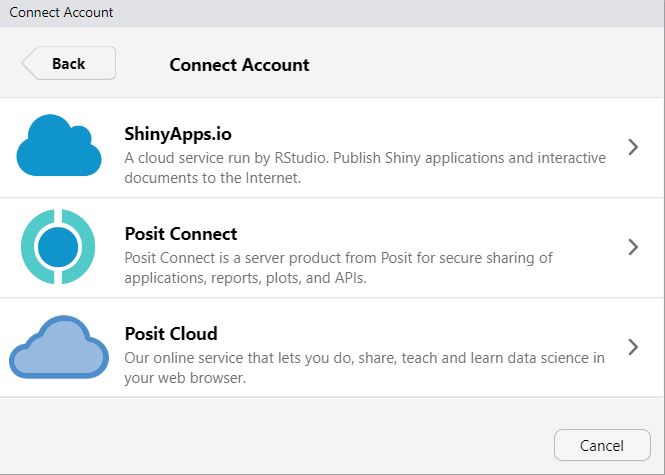 Connect Account
Back
Connect Account
ShinyApps.io
A cloud service run by RStudio. Publish Shiny applications and interactive
documents to the Internet.
Posit Connect
Posit Connect is a server product from Posit for secure sharing of
applications, reports, plots, and APIs.
Posit Cloud
Our online service that lets you do, share, teach and learn data science in
your web browser.
Cancel